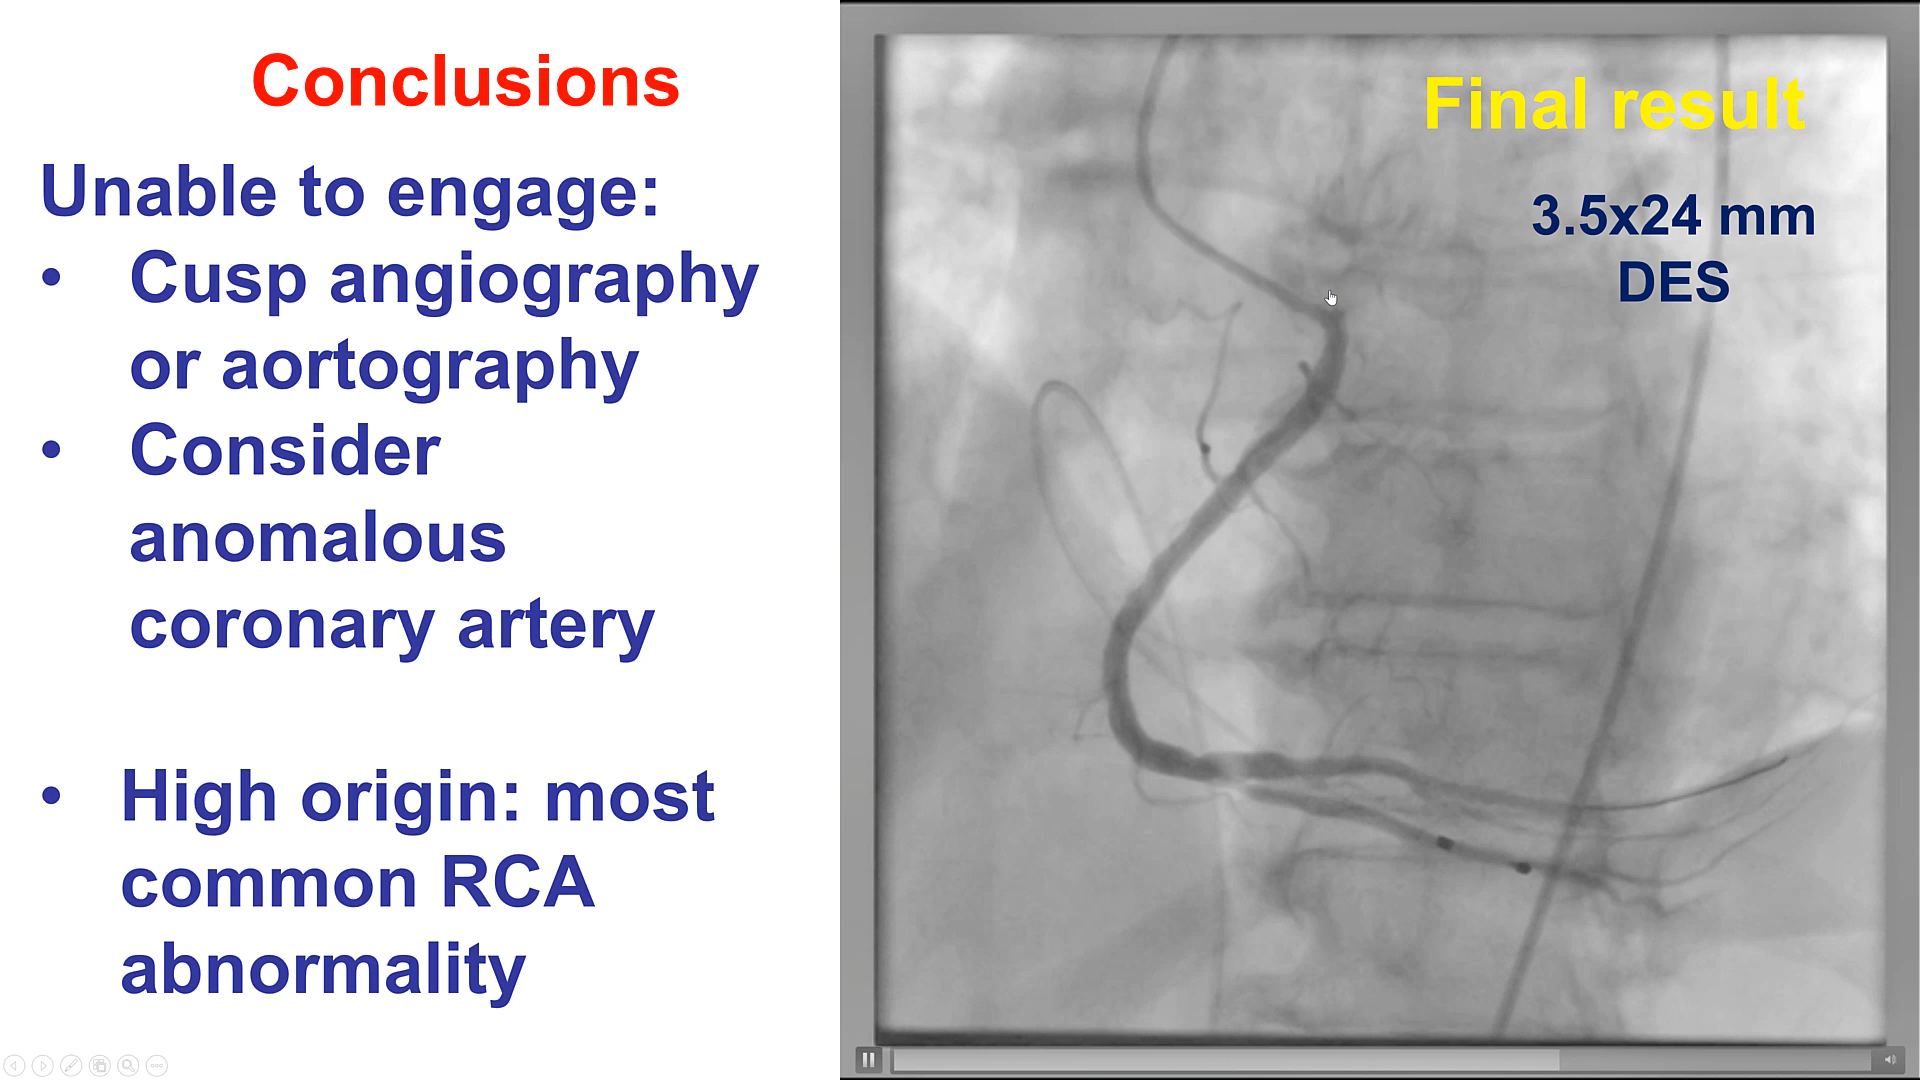 Conclusions
Unable to engage:
• Cusp angiography
or aortography
• Consider
anomalous
coronary artery
• High origin: most
common RCA
abnormality
Final result
3.5x24 mm
DES